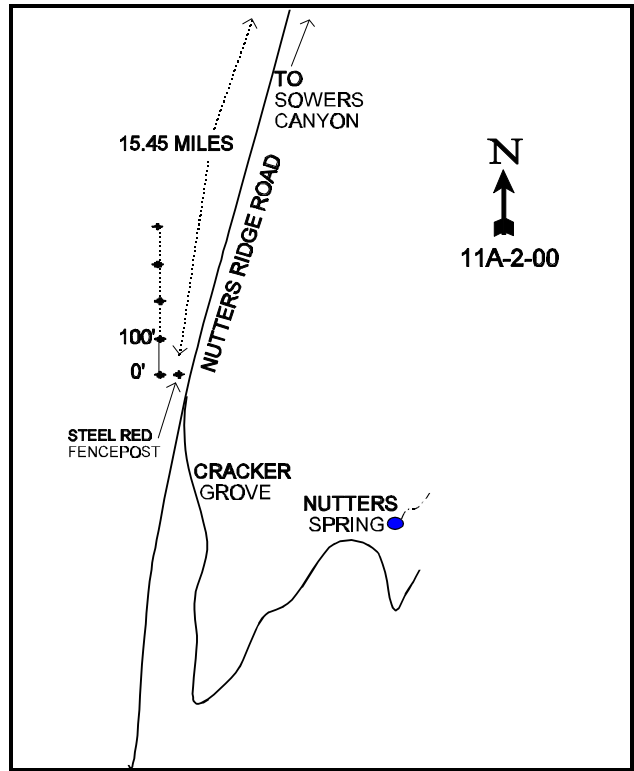 TO
SOWERS
CANYON
15.45 MILES
N
NUTTERS RIDGE ROAD
11A-2-00
100'
0'
STEEL RED
FENCEPOST
CRACKER
GROVE
NUTTERS
SPRING